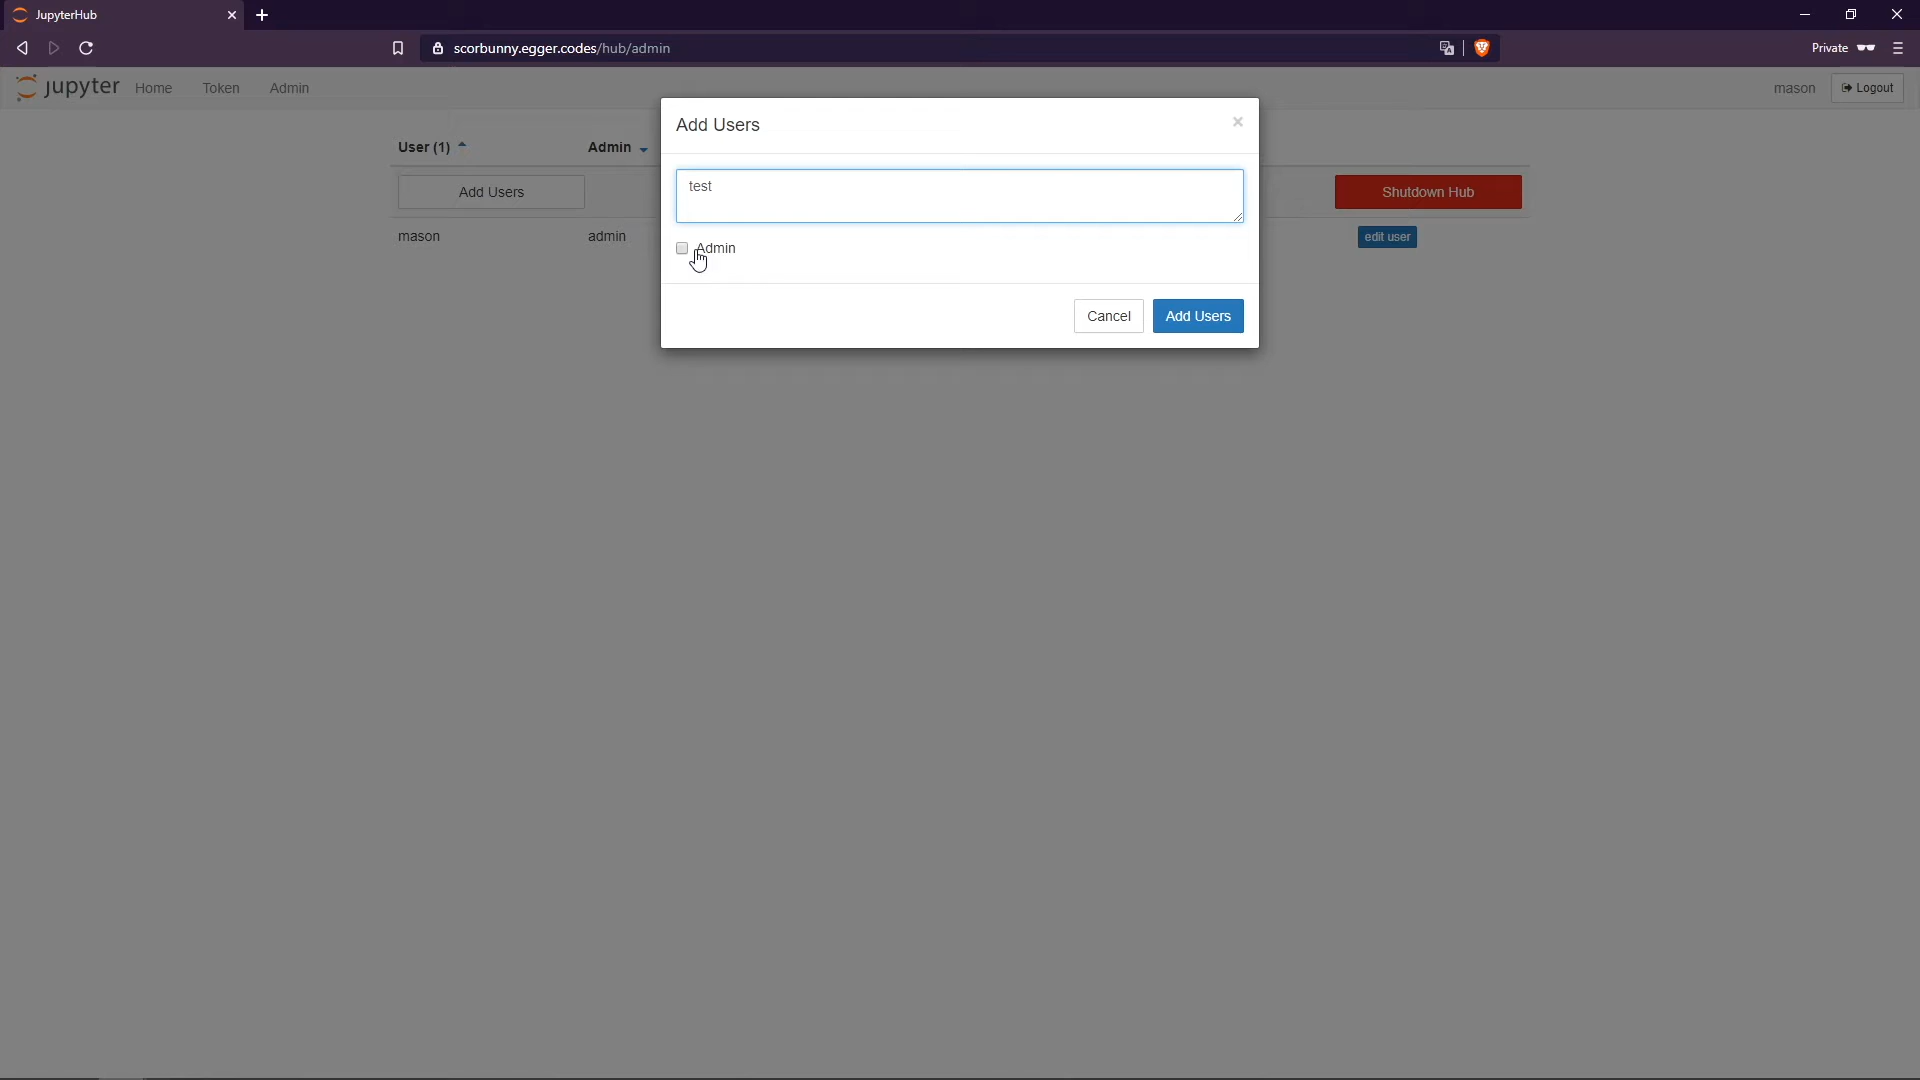 JupyterHub
scorbunny.egger.codes/hub/admin
Private
jupyter Home Token Admin mason Logout
Add Users
User (1) Admin
test
Add Users Shutdown Hub
mason admin edit user
Admin
Cancel Add Users